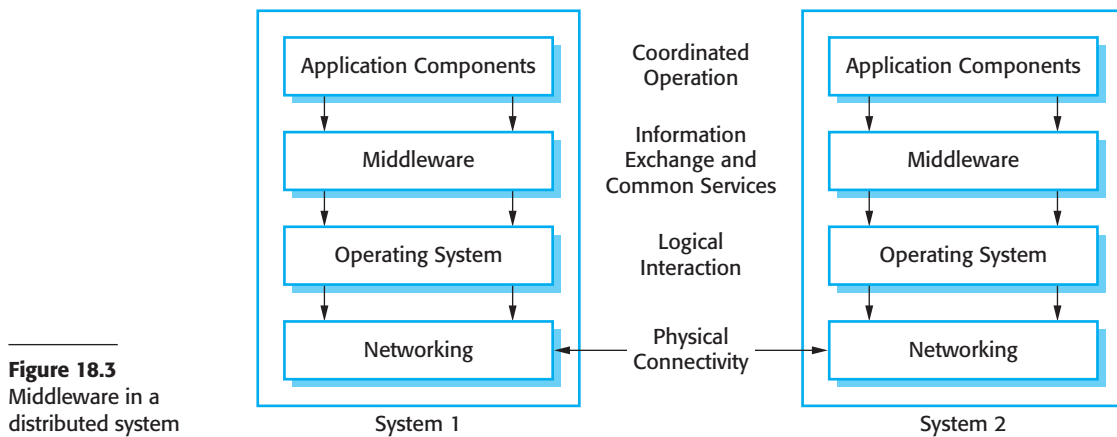 Application Components
Coordinated
Operation
Application Components
Middleware
Information
Exchange and
Common Services
Middleware
Operating System
Logical
Interaction
Operating System
Networking
Physical
Connectivity
Networking
Figure 18.3
Middleware in a
distributed system
System 1
System 2